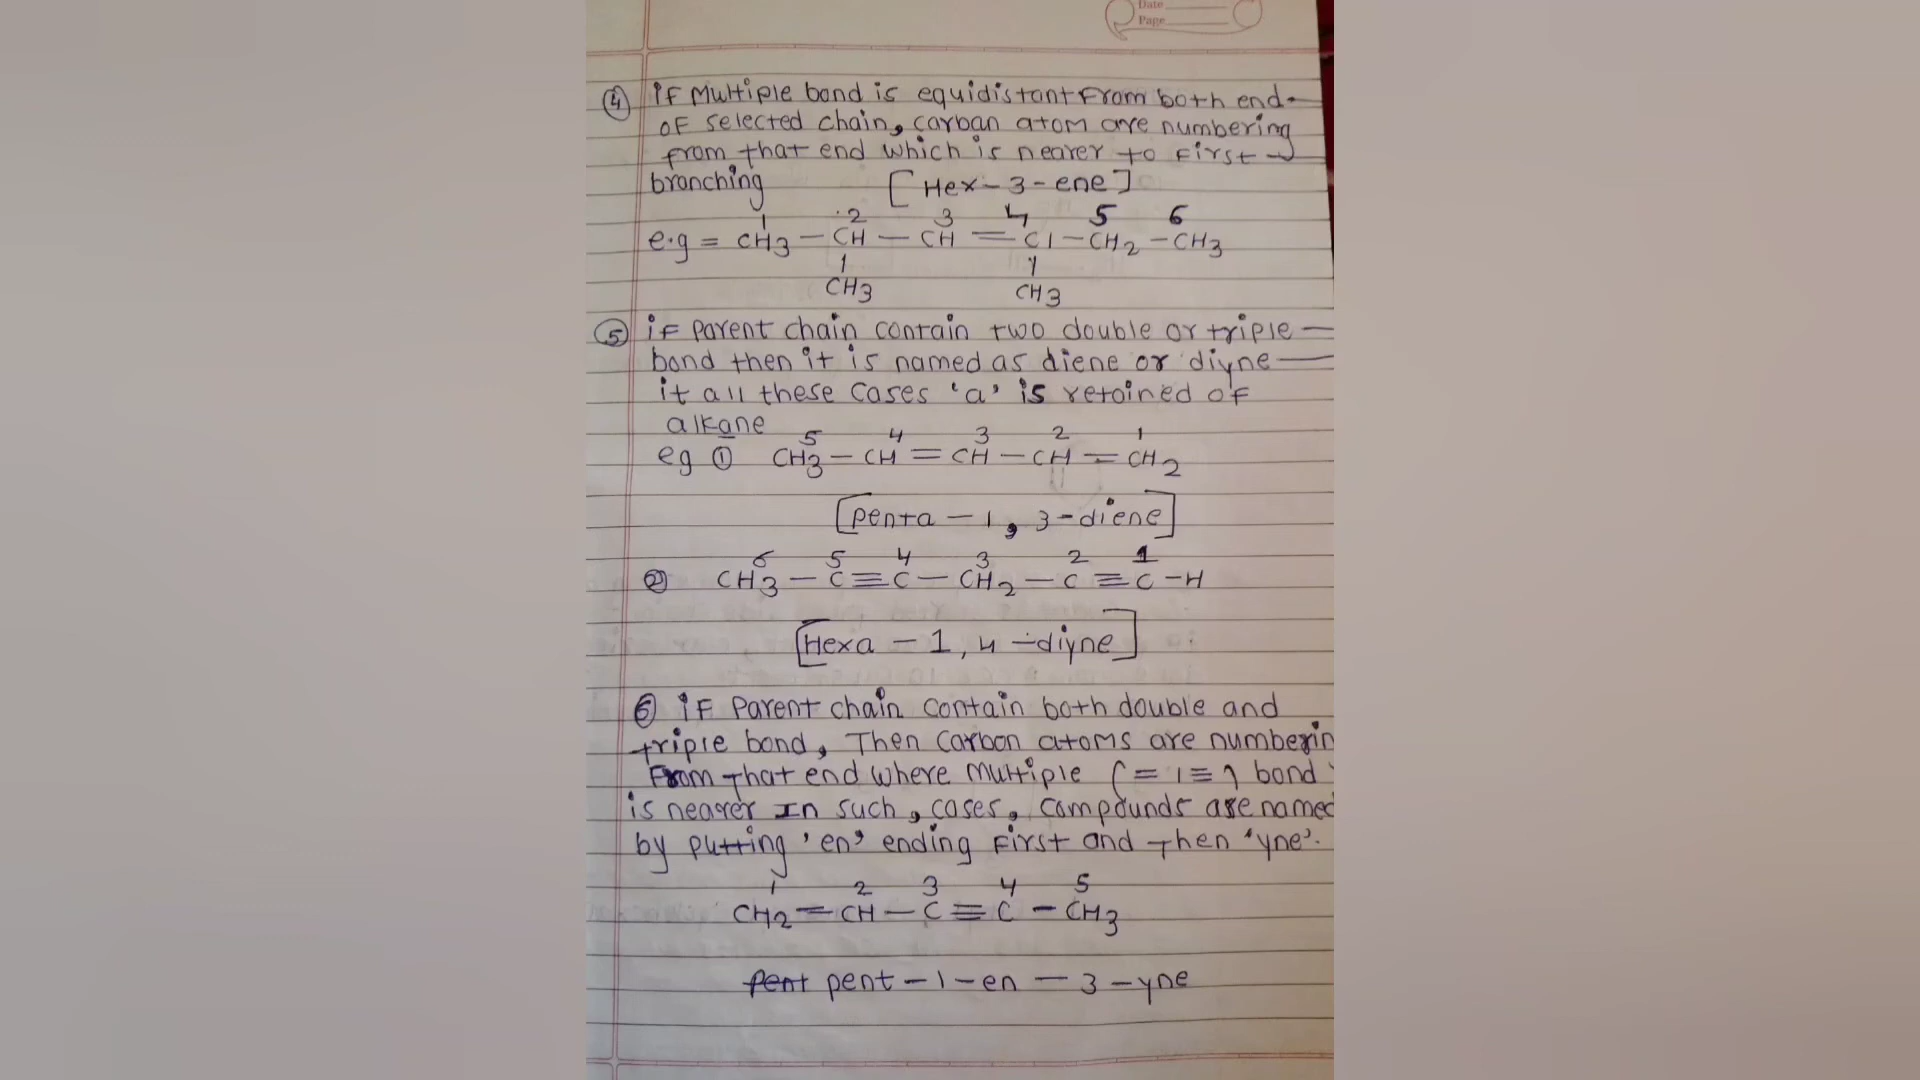 Date
Page
④ if multiple bond is equidistant from both end
of selected chain, carban atom are numbering
from that end which is nearer to first
branching [Hex-3-ene]
1 2 3 4 5 6
e.g = CH3 — CH — CH = C1 — CH2 — CH3
1 1
CH3 CH3
⑤ if parent chain contain two double or triple
bond then it is named as diene or diyne
it all these cases 'a' is retained of
alkane
5 4 3 2 1
eg ① CH3 — CH = CH — CH = CH2
[penta — 1, 3-diene]
6 5 4 3 2 1
② CH3 — C ≡ C — CH2 — C ≡ C — H
[Hexa — 1, 4 — diyne]
⑥ if Parent chain contain both double and
triple bond, Then carbon atoms are numberin
From that end where multiple (= 1 ≡ ) bond
is nearer In such, cases, compounds are named
by putting 'en' ending first and then 'yne'.
1 2 3 4 5
CH2 = CH — C ≡ C — CH3
pent pent — 1 — en — 3 — yne